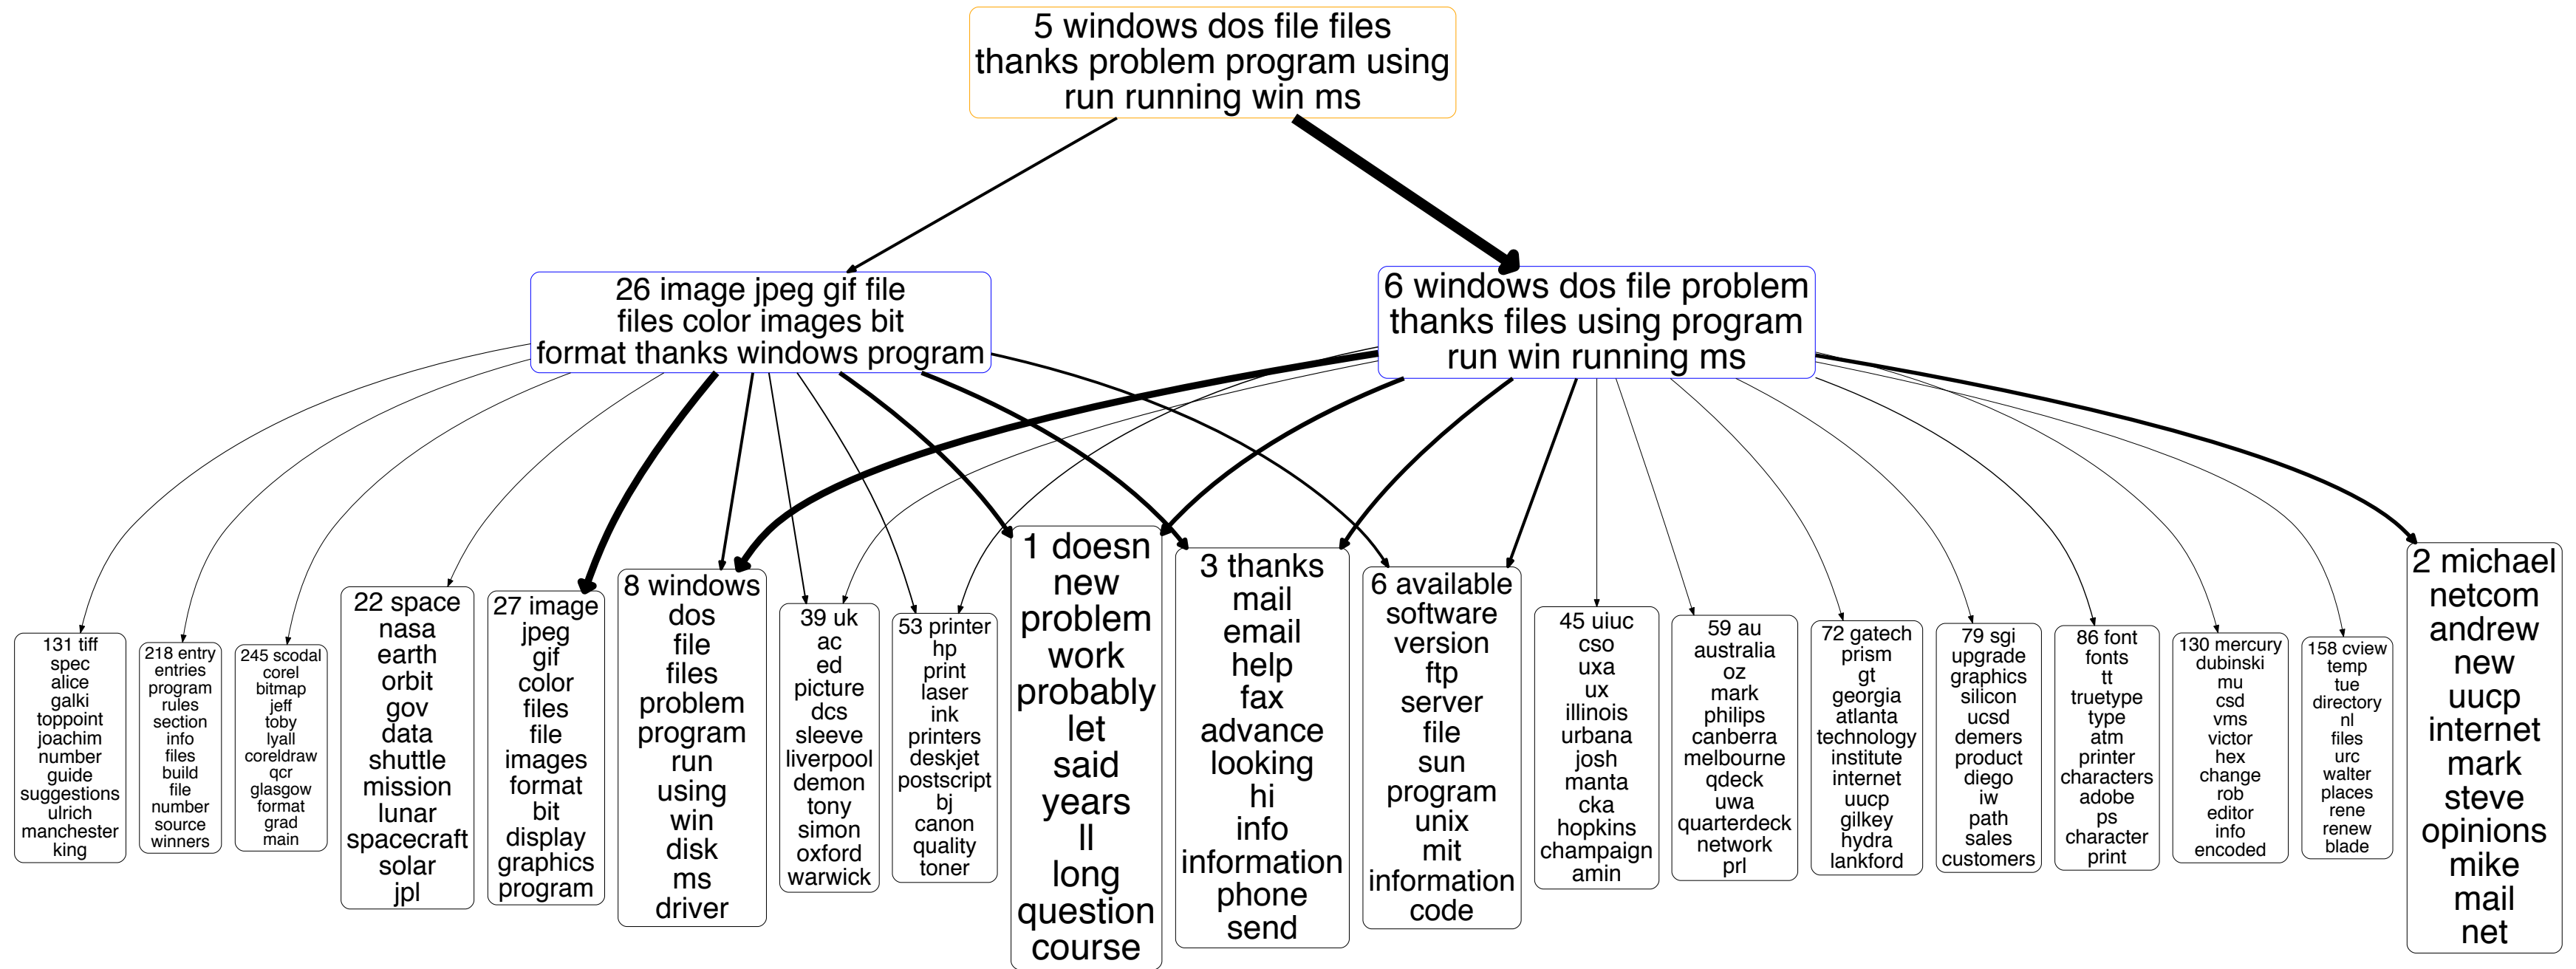 5 windows dos file files
thanks problem program using
run running win ms
26 image jpeg gif file
files color images bit
format thanks windows program
6 windows dos file problem
thanks files using program
run win running ms
131 tiff
spec
alice
galki
toppoint
joachim
number
guide
suggestions
ulrich
manchester
king
218 entry
entries
program
rules
section
info
files
build
file
number
source
winners
245 scodal
corel
bitmap
jeff
toby
lyall
coreldraw
qcr
glasgow
format
grad
main
22 space
nasa
earth
orbit
gov
data
shuttle
mission
lunar
spacecraft
solar
jpl
27 image
jpeg
gif
color
files
file
images
format
bit
display
graphics
program
8 windows
dos
file
files
problem
program
run
using
win
disk
ms
driver
39 uk
ac
ed
picture
dcs
sleeve
liverpool
demon
tony
simon
oxford
warwick
53 printer
hp
print
laser
ink
printers
deskjet
postscript
bj
canon
quality
toner
1 doesn
new
problem
work
probably
let
said
years
ll
long
question
course
3 thanks
mail
email
help
fax
advance
looking
hi
info
information
phone
send
6 available
software
version
ftp
server
file
sun
program
unix
mit
information
code
45 uiuc
cso
uxa
ux
illinois
urbana
josh
manta
cka
hopkins
champaign
amin
59 au
australia
oz
mark
philips
canberra
melbourne
qdeck
uwa
quarterdeck
network
prl
72 gatech
prism
gt
georgia
atlanta
technology
institute
internet
uucp
gilkey
hydra
lankford
79 sgi
upgrade
graphics
silicon
ucsd
demers
product
diego
iw
path
sales
customers
86 font
fonts
tt
truetype
type
atm
printer
characters
adobe
ps
character
print
130 mercury
dubinski
mu
csd
vms
victor
hex
change
rob
editor
info
encoded
158 cview
temp
tue
directory
nl
files
urc
walter
places
rene
renew
blade
2 michael
netcom
andrew
new
uucp
internet
mark
steve
opinions
mike
mail
net